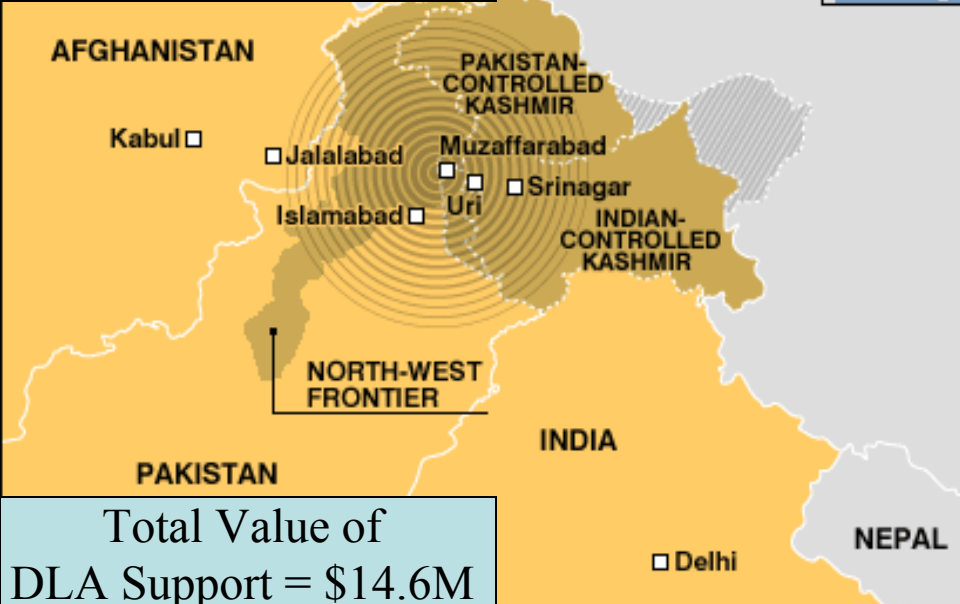 AFGHANISTAN
PAKISTAN-
CONTROLLED
KASHMIR
Kabul
Jalalabad
Muzaffarabad
Srinagar
Uri
Islamabad
INDIAN-
CONTROLLED
KASHMIR
NORTH-WEST
FRONTIER
INDIA
PAKISTAN
NEPAL
Delhi
Total Value of
DLA Support = $14.6M